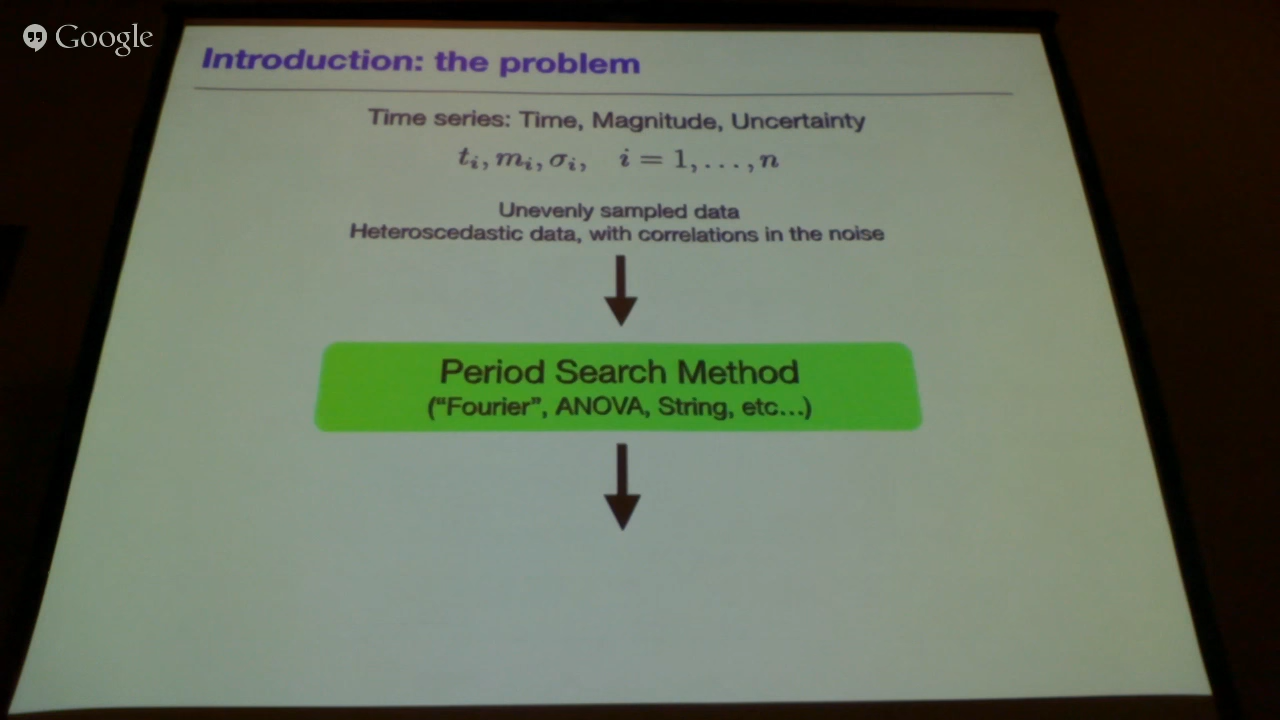 Google
Introduction: the problem
Time series: Time, Magnitude, Uncertainty
tᵢ, mᵢ, σᵢ, i = 1, . . . , n
Unevenly sampled data
Heteroscedastic data, with correlations in the noise
Period Search Method
(“Fourier”, ANOVA, String, etc...)